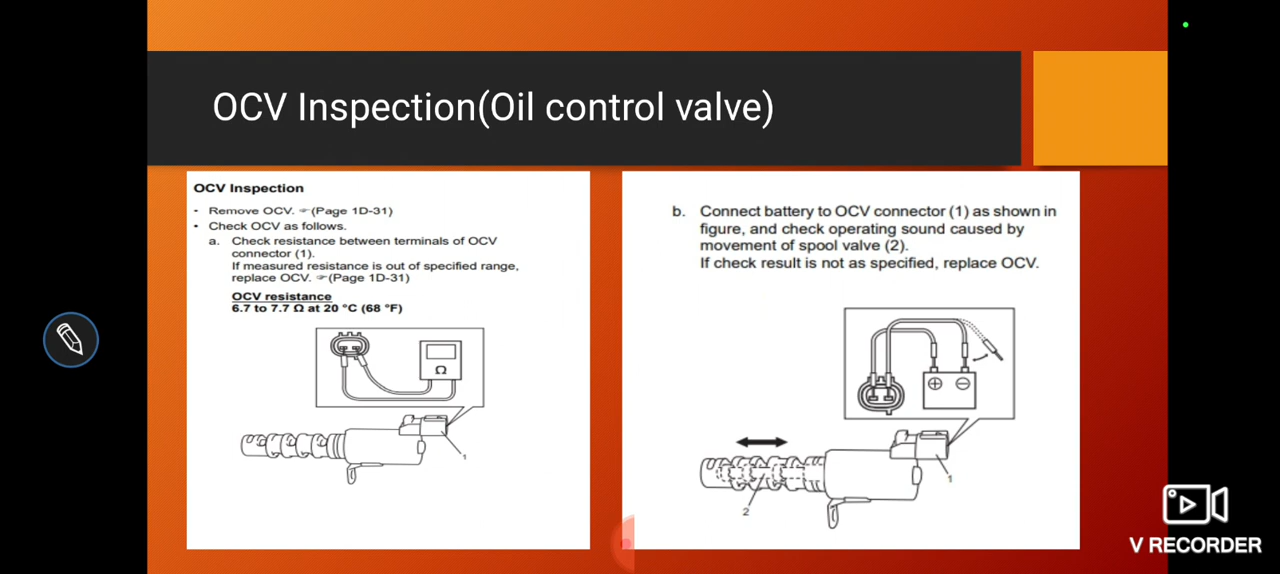 OCV Inspection(Oil control valve)
OCV Inspection
• Remove OCV. ☞(Page 1D-31)
• Check OCV as follows.
a. Check resistance between terminals of OCV
connector (1).
If measured resistance is out of specified range,
replace OCV. ☞(Page 1D-31)
OCV resistance
6.7 to 7.7 Ω at 20 °C (68 °F)
Ω
1
b. Connect battery to OCV connector (1) as shown in
figure, and check operating sound caused by
movement of spool valve (2).
If check result is not as specified, replace OCV.
+ −
1
2
V RECORDER